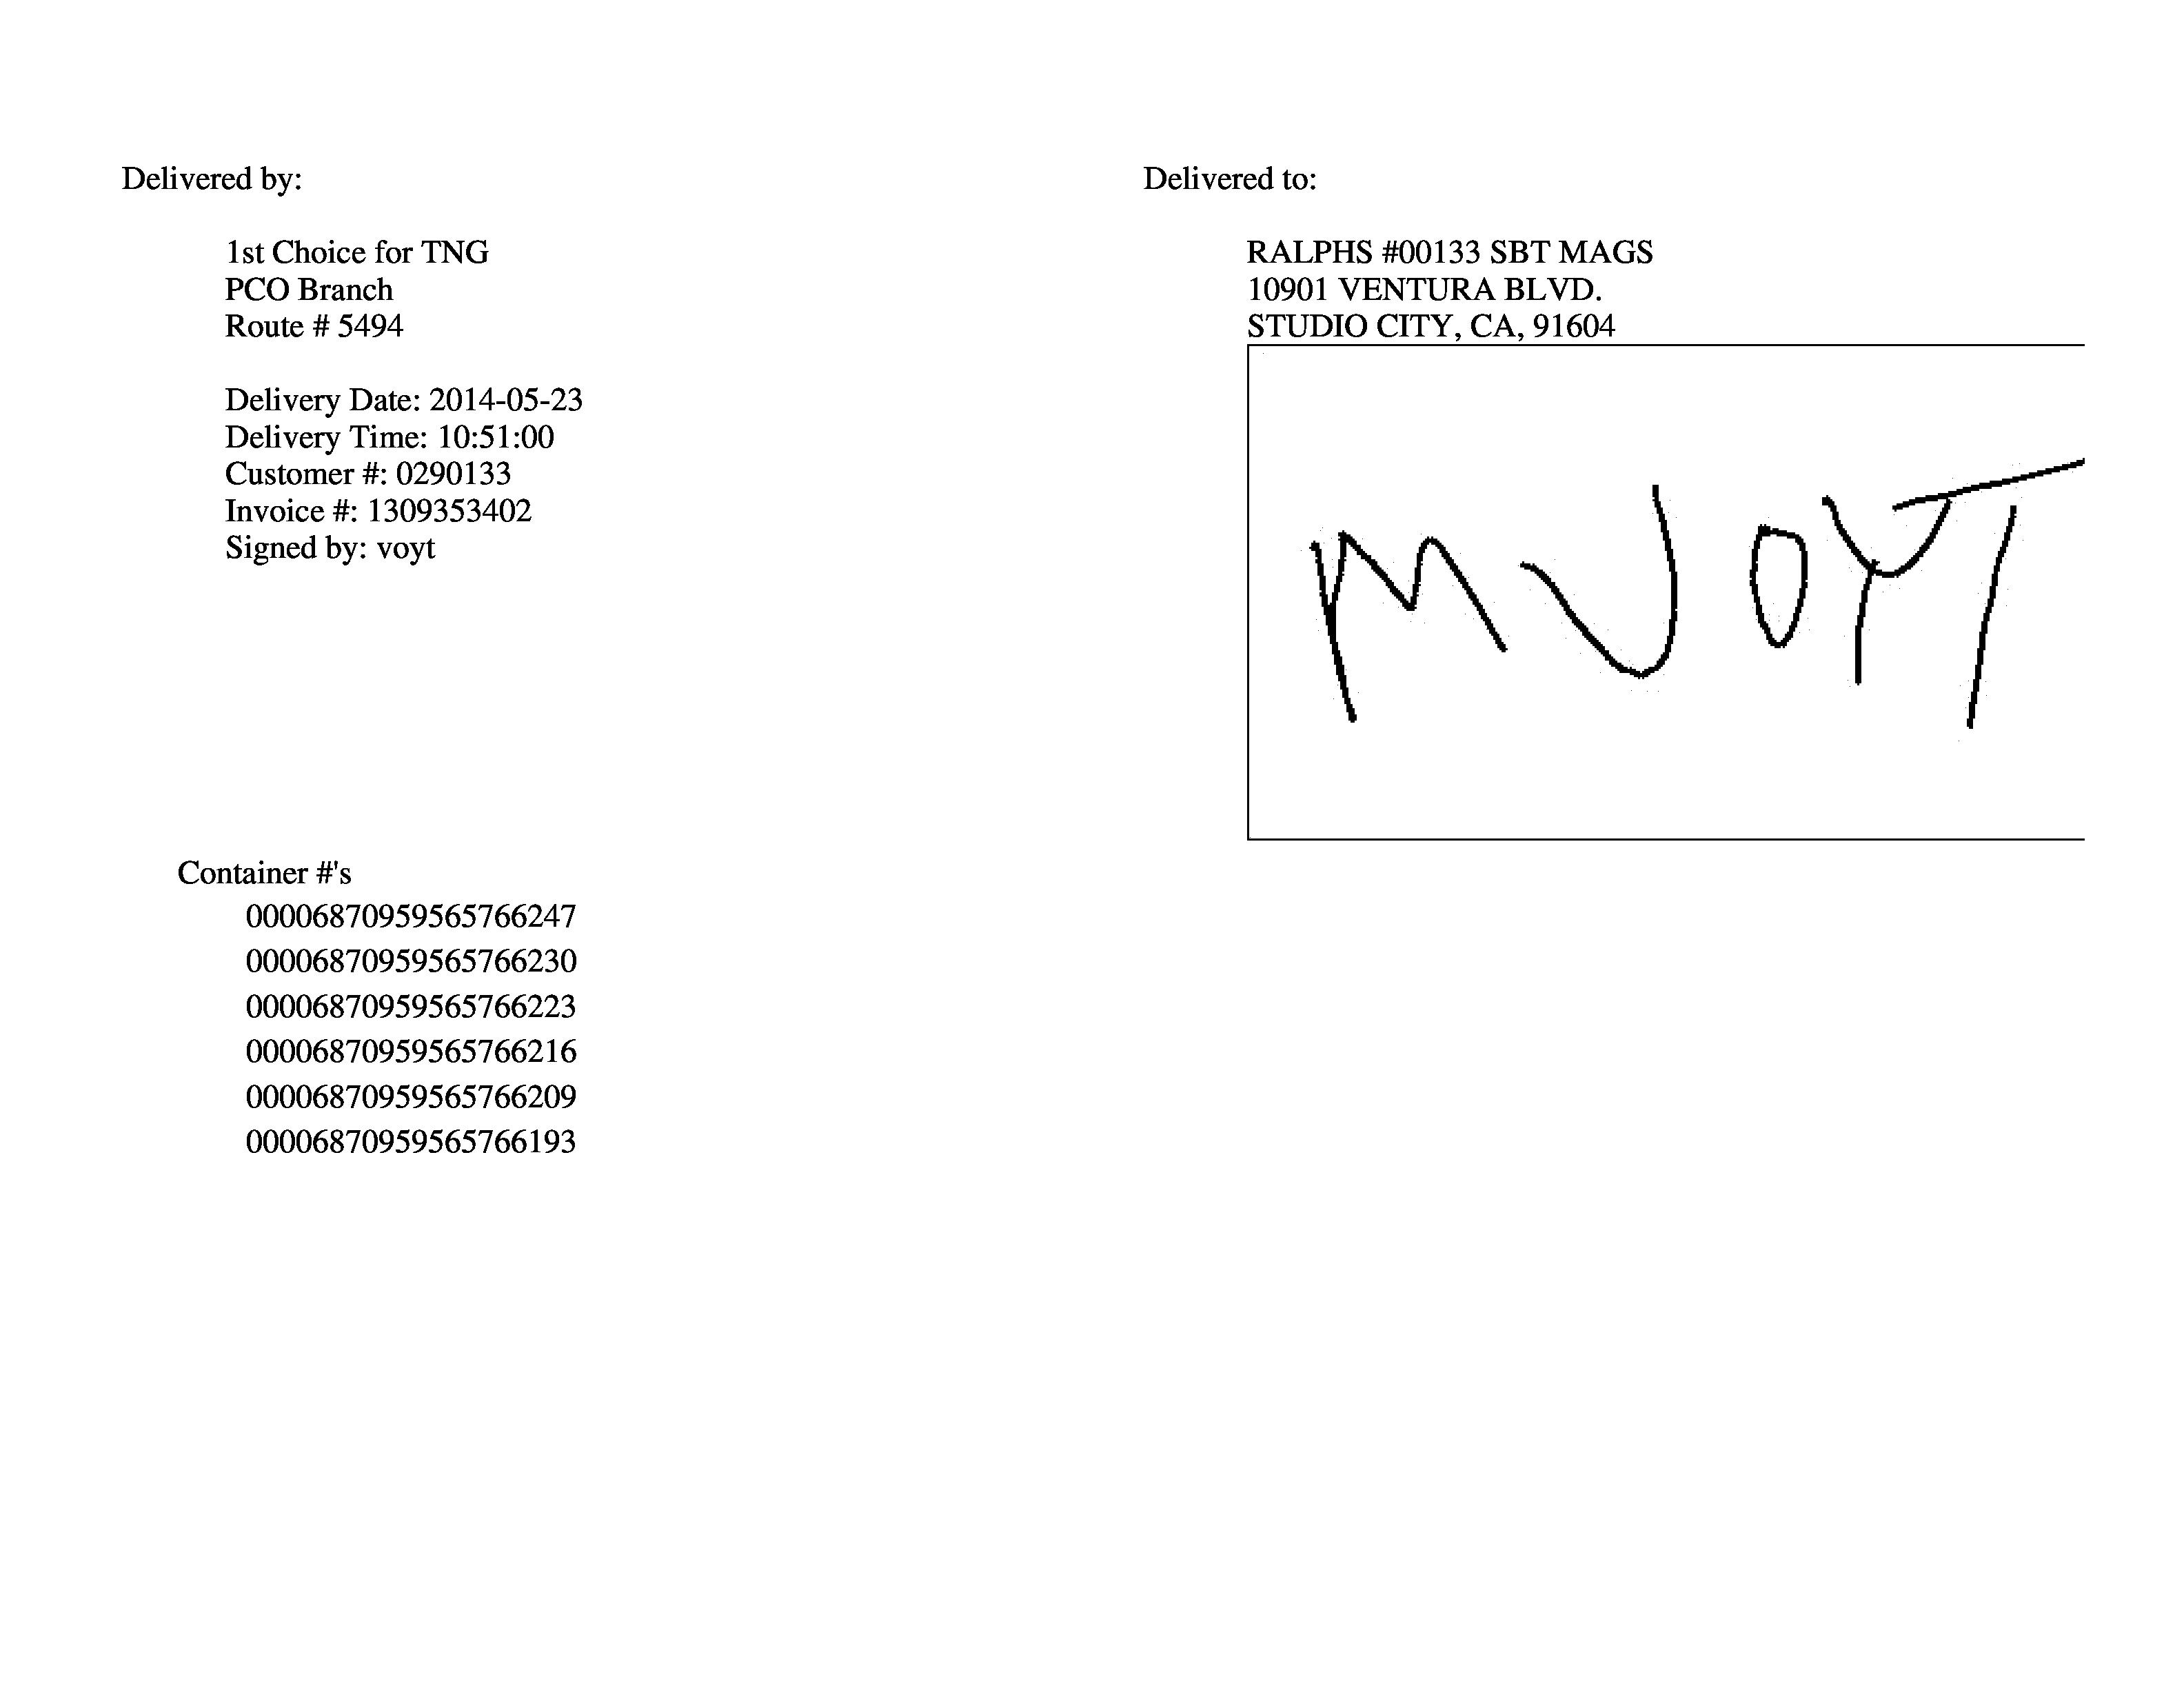 Delivered by:
1st Choice for TNG
PCO Branch
Route # 5494
Delivery Date: 2014-05-23
Delivery Time: 10:51:00
Customer #: 0290133
Invoice #: 1309353402
Signed by: voyt
Delivered to:
RALPHS #00133 SBT MAGS
10901 VENTURA BLVD.
STUDIO CITY, CA, 91604
M VOYT
Container #'s
00006870959565766247
00006870959565766230
00006870959565766223
00006870959565766216
00006870959565766209
00006870959565766193